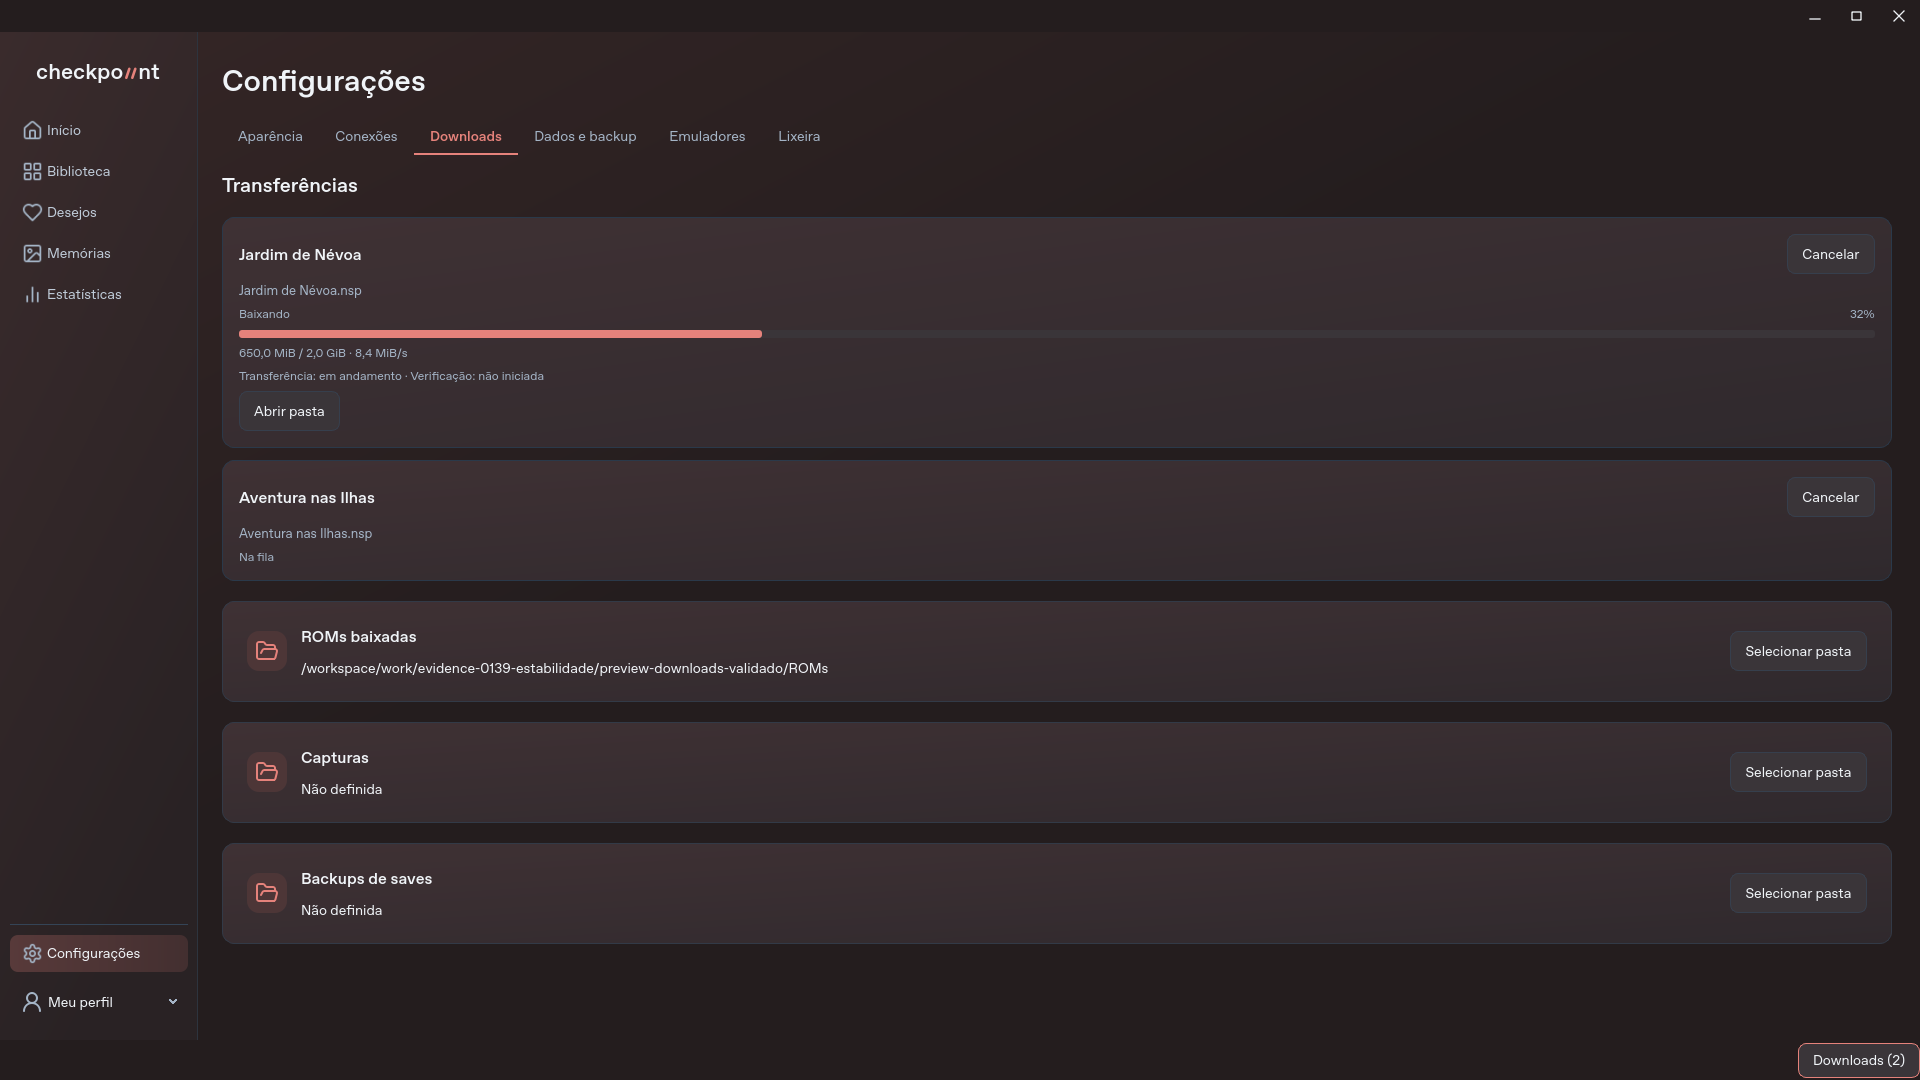 checkpo//nt
Início
Biblioteca
Desejos
Memórias
Estatísticas
Configurações
Meu perfil
Configurações
Aparência
Conexões
Downloads
Dados e backup
Emuladores
Lixeira
Transferências
Jardim de Névoa
Cancelar
Jardim de Névoa.nsp
Baixando
32%
650,0 MiB / 2,0 GiB · 8,4 MiB/s
Transferência: em andamento · Verificação: não iniciada
Abrir pasta
Aventura nas Ilhas
Cancelar
Aventura nas Ilhas.nsp
Na fila
ROMs baixadas
/workspace/work/evidence-0139-estabilidade/preview-downloads-validado/ROMs
Selecionar pasta
Capturas
Não definida
Selecionar pasta
Backups de saves
Não definida
Selecionar pasta
Downloads (2)